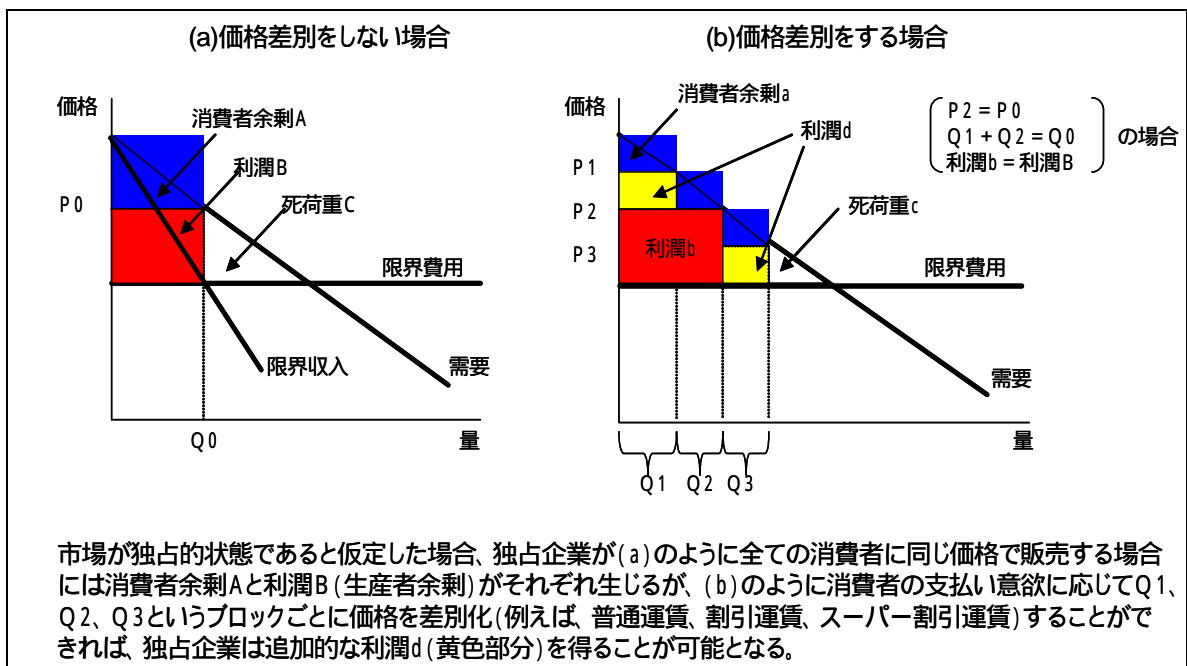 (a)価格差別をしない場合
(b)価格差別をする場合
価格
消費者余剰A
利潤B
P0
死荷重C
限界費用
限界収入
需要
Q0
量
価格
消費者余剰a
利潤d
P2=P0
Q1+Q2=Q0
利潤b=利潤B
の場合
P1
P2
P3
利潤b
死荷重c
限界費用
需要
量
Q1
Q2
Q3
市場が独占的状態であると仮定した場合、独占企業が(a)のように全ての消費者に同じ価格で販売する場合
には消費者余剰Aと利潤B(生産者余剰)がそれぞれ生じるが、(b)のように消費者の支払い意欲に応じてQ1、
Q2、Q3というブロックごとに価格を差別化(例えば、普通運賃、割引運賃、スーパー割引運賃)することがで
きれば、独占企業は追加的な利潤d(黄色部分)を得ることが可能となる。